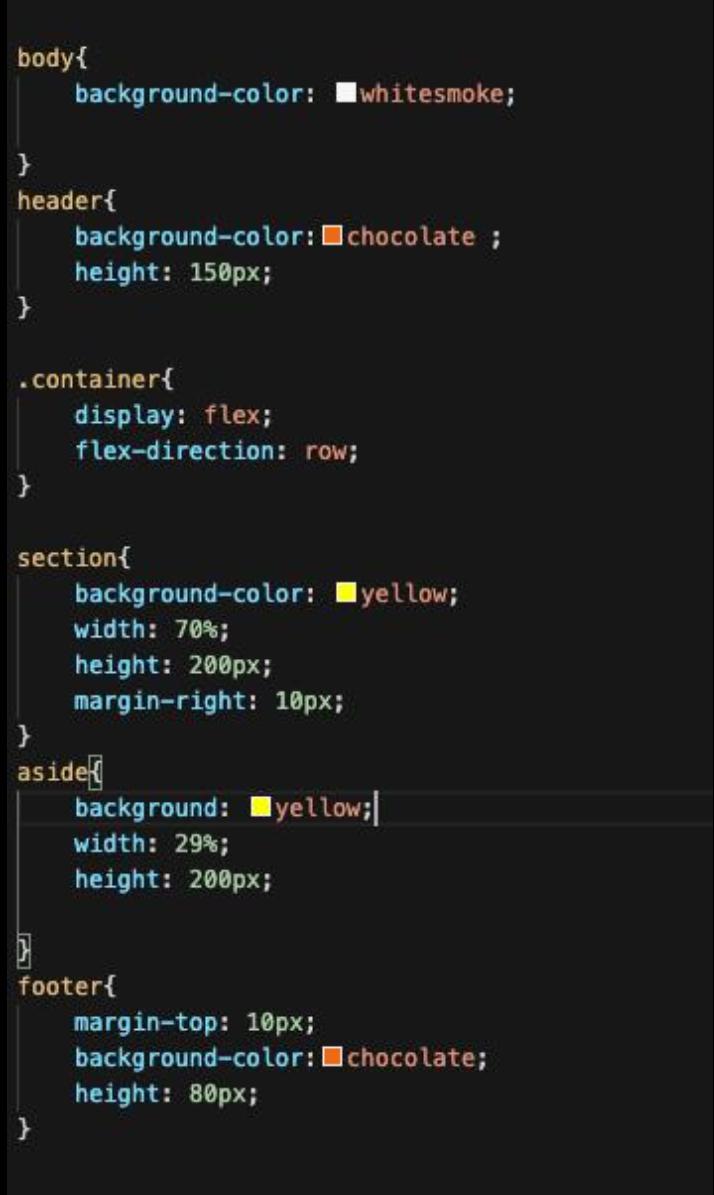 body{
    background-color: whitesmoke;
}
header{
    background-color:chocolate ;
    height: 150px;
}
.container{
    display: flex;
    flex-direction: row;
}
section{
    background-color: yellow;
    width: 70%;
    height: 200px;
    margin-right: 10px;
}
aside{
    background: yellow;
    width: 29%;
    height: 200px;
}
footer{
    margin-top: 10px;
    background-color:chocolate;
    height: 80px;
}